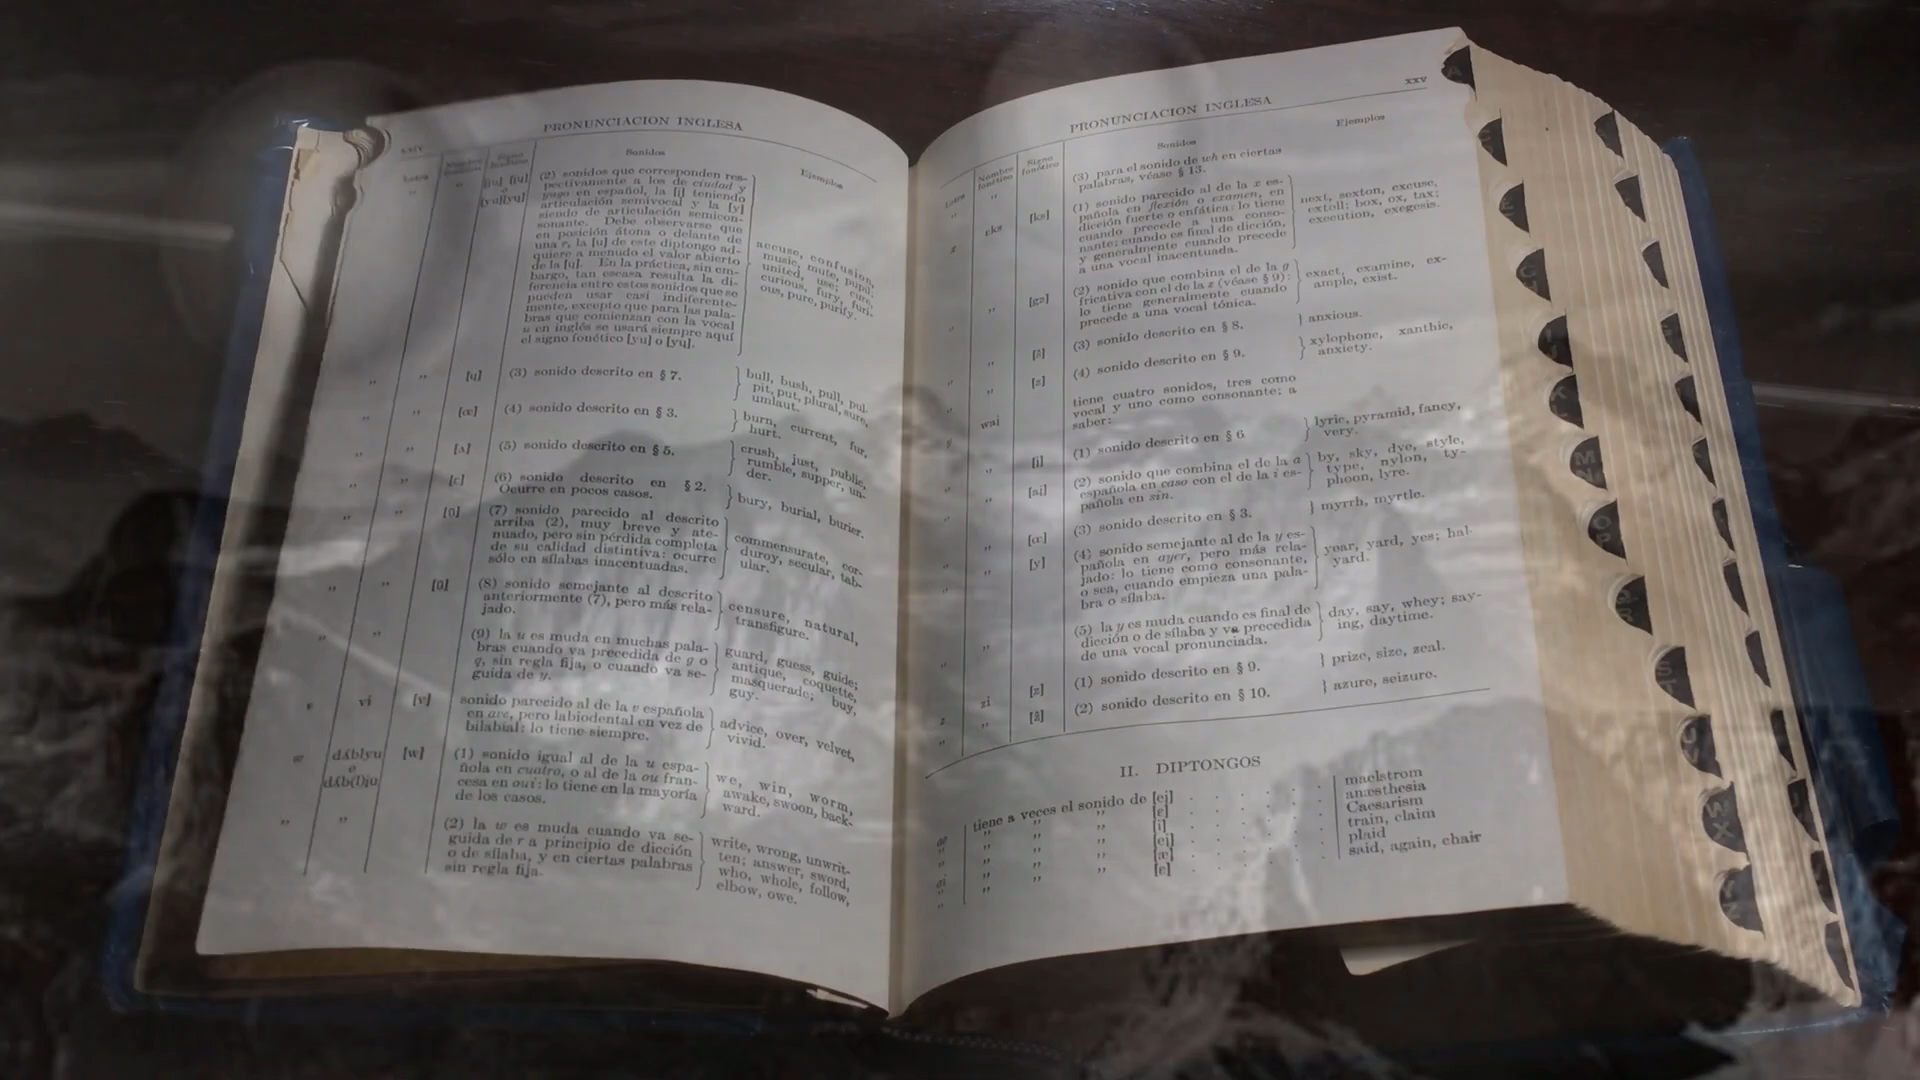 PRONUNCIACION INGLESA
XXIV
Sonidos
Ejemplos
(2) sonidos que corresponden res-
pectivamente a los de ciudad y
yugo en español, la [i] teniendo
articulación semivocal y la [y]
siendo de articulación semicon-
sonante. Debe observarse que
en posición átona o delante de
una r, la [u] de este diptongo ad-
quiere a menudo el valor abierto
de la [ų]. En la práctica, sin em-
bargo, tan escasa resulta la di-
ferencia entre estos sonidos que se
pueden usar casi indiferente-
mente, excepto que para las pala-
bras que comienzan con la vocal
u en inglés se usará siempre aquí
el signo fonético [yu] o [yų].
accuse, confusion,
music, mute, pupil;
united, use; cure,
curious, fury, furi-
ous, pure, purify.
" " [ų] (3) sonido descrito en § 7.
bull, bush, pull, pul-
pit, put, plural, sure,
umlaut.
" " [œ] (4) sonido descrito en § 3.
burn, current, fur,
hurt.
" " [ʌ] (5) sonido descrito en § 5.
crush, just, public,
rumble, supper, un-
der.
" " [ε] (6) sonido descrito en § 2.
Ocurre en pocos casos.
bury, burial, burier.
" " (7) sonido parecido al descrito
arriba (2), muy breve y ate-
nuado, pero sin pérdida completa
de su calidad distintiva: ocurre
sólo en sílabas inacentuadas.
commensurate, cor-
duroy, secular, tab-
ular.
" " (8) sonido semejante al descrito
anteriormente (7), pero más rela-
jado.
censure, natural,
transfigure.
" " (9) la u es muda en muchas pala-
bras cuando va precedida de g o
q, sin regla fija, o cuando va se-
guida de y.
guard, guess, guide;
antique, coquette,
masquerade; buy,
guy.
v vi [v] sonido parecido al de la v española
en ave, pero labiodental en vez de
bilabial: lo tiene siempre.
advice, over, velvet,
vivid.
w dʌ́blyu [w] (1) sonido igual al de la u espa-
o
dʌ́b(l)ju
ñola en cuatro, o al de la ou fran-
cesa en oui: lo tiene en la mayoría
de los casos.
we, win, worm,
awake, swoon, back-
ward.
" " (2) la w es muda cuando va se-
guida de r a principio de dicción
o de sílaba, y en ciertas palabras
sin regla fija.
write, wrong, unwrit-
ten; answer, sword,
who, whole, follow,
elbow, owe.
PRONUNCIACION INGLESA
XXV
Letra
Nombre
fonético
Signo
fonético
Sonidos
Ejemplos
" " (3) para el sonido de wh en ciertas
palabras, véase § 13.
x eks [ks] (1) sonido parecido al de la x es-
pañola en flexión o examen, en
dicción fuerte o enfática: lo tiene
cuando precede a una conso-
nante; cuando es final de dicción,
y generalmente cuando precede
a una vocal inacentuada.
next, sexton, excuse,
extoll; box, ox, tax;
execution, exegesis.
" " [gz] (2) sonido que combina el de la g
fricativa con el de la z (véase § 9):
lo tiene generalmente cuando
precede a una vocal tónica.
exact, examine, ex-
ample, exist.
" " (3) sonido descrito en § 8.
anxious.
" " [z] (4) sonido descrito en § 9.
xylophone, xanthic,
anxiety.
y wai tiene cuatro sonidos, tres como
vocal y uno como consonante; a
saber:
" [i] (1) sonido descrito en § 6
lyric, pyramid, fancy,
very.
" [ai] (2) sonido que combina el de la a
española en caso con el de la i es-
pañola en sin.
by, sky, dye, style,
type, nylon, ty-
phoon, lyre.
" [œ] (3) sonido descrito en § 3.
myrrh, myrtle.
" [y] (4) sonido semejante al de la y es-
pañola en ayer, pero más rela-
jado: lo tiene como consonante,
o sea, cuando empieza una pala-
bra o sílaba.
year, yard, yes; hal-
yard.
" " (5) la y es muda cuando es final de
dicción o de sílaba y va precedida
de una vocal pronunciada.
day, say, whey; say-
ing, daytime.
z zi [z] (1) sonido descrito en § 9.
prize, size, zeal.
" " (2) sonido descrito en § 10.
azure, seizure.
II. DIPTONGOS
ae tiene a veces el sonido de [ei] maelstrom
" " " " [ε] anæsthesia
" " " " [i] Caesarism
ai " " " [ei] train, claim
" " " " [æ] plaid
" " " " [ε] said, again, chair
A
C
E
G
I
J
K
L
M
N
O
P
S
T
U
V
W
X
Y
Z